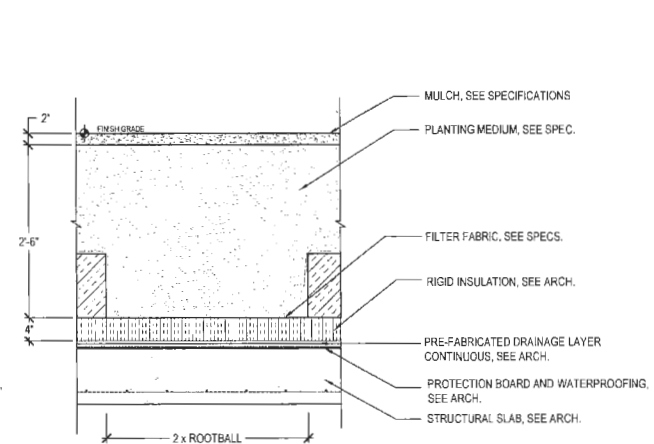 MULCH, SEE SPECIFICATIONS
2"
FINISH GRADE
PLANTING MEDIUM, SEE SPEC.
FILTER FABRIC, SEE SPECS.
2'-6"
RIGID INSULATION, SEE ARCH.
4"
PRE-FABRICATED DRAINAGE LAYER
CONTINUOUS, SEE ARCH.
PROTECTION BOARD AND WATERPROOFING,
SEE ARCH.
STRUCTURAL SLAB, SEE ARCH.
2 x ROOTBALL